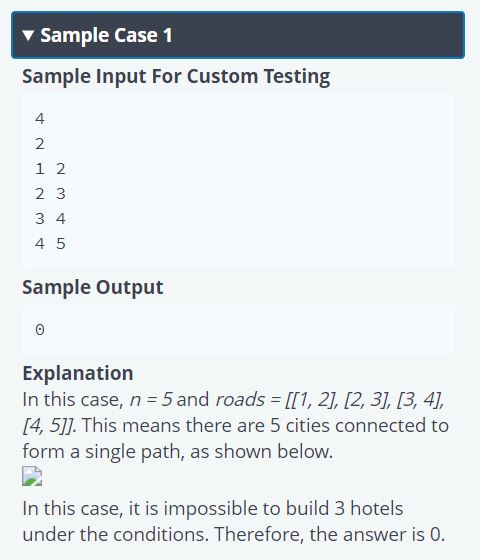 ▼ Sample Case 1
Sample Input For Custom Testing
4
2
1 2
2 3
3 4
4 5
Sample Output
0
Explanation
In this case, n = 5 and roads = [[1, 2], [2, 3], [3, 4],
[4, 5]]. This means there are 5 cities connected to
form a single path, as shown below.
In this case, it is impossible to build 3 hotels
under the conditions. Therefore, the answer is 0.